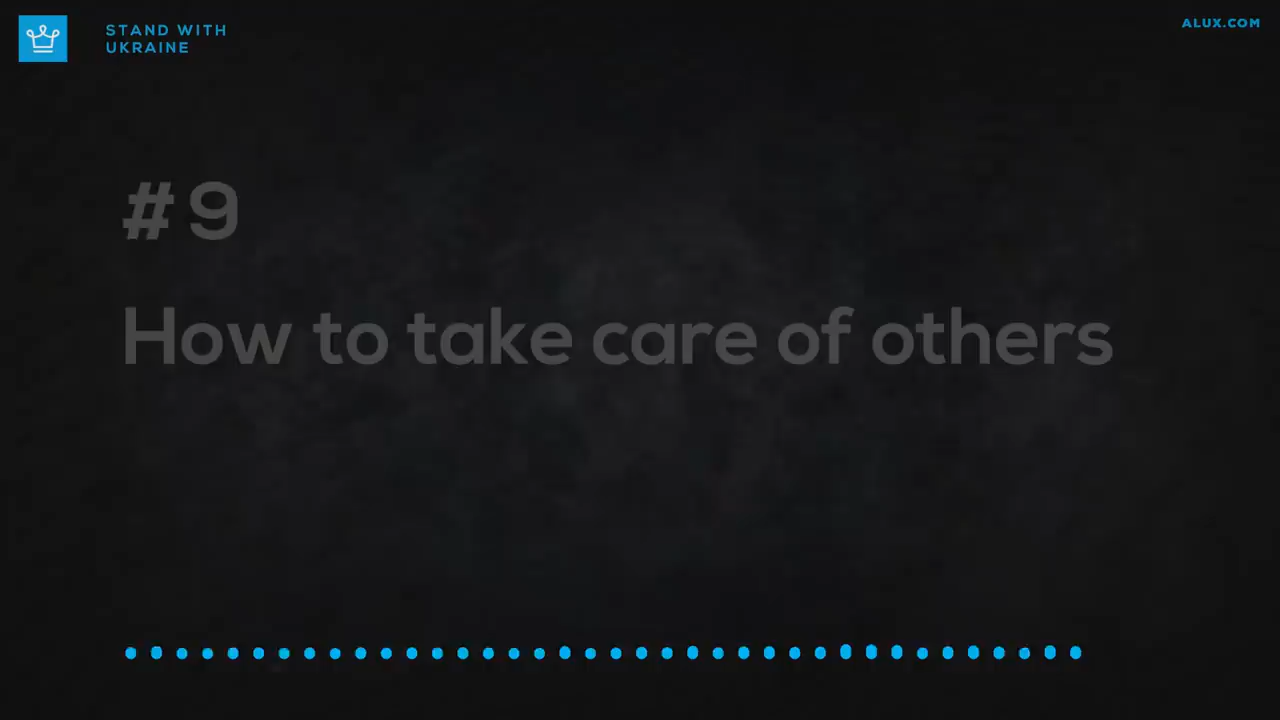 STAND WITH
UKRAINE
ALUX.COM
#9
How to take care of others